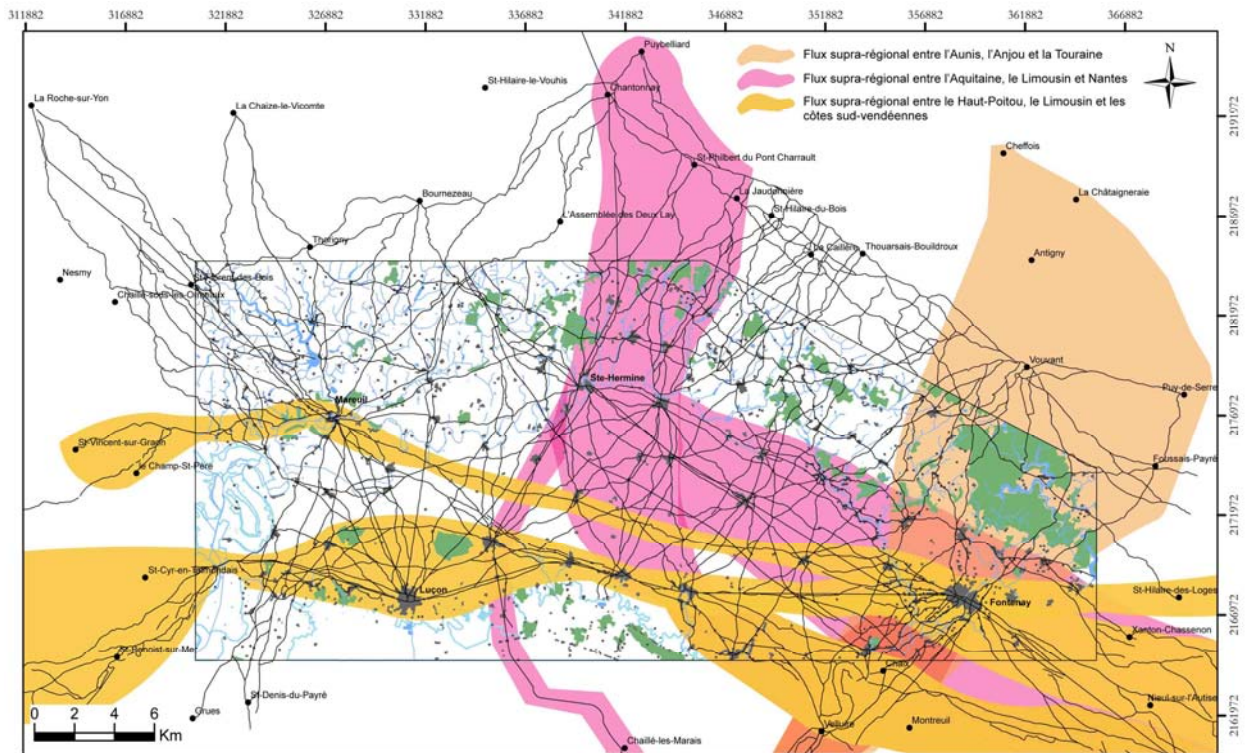 311882 316882 321882 326882 331882 336882 341882 346882 351882 356882 361882 366882
Puybelliard
Flux supra-régional entre l'Aunis, l'Anjou et la Touraine
N
Flux supra-régional entre l'Aquitaine, le Limousin et Nantes
Flux supra-régional entre le Haut-Poitou, le Limousin et les
côtes sud-vendéennes
St-Hilaire-le-Vouhis
Chantonnay
La Roche-sur-Yon
La Chaize-le-Vicomte
2191972
Cheffois
St-Philbert du Pont Charrault
La Châtaigneraie
La Jaudonnière
Bournezeau
St-Hilaire-du-Bois
L'Assemblée des Deux Lay
2186972
Thorigny
La Caillère
Thouarsais-Bouildroux
Antigny
Nesmy
St-Florent-des-Bois
Chaillé-sous-les-Ormeaux
2181972
Vouvant
Ste-Hermine
Puy-de-Serre
Mareuil
2176972
St-Vincent-sur-Graon
le Champ-St-Père
Foussais-Payré
2171972
St-Cyr-en-Talmondais
Luçon
Fontenay
St-Hilaire-des-Loges
2166972
Xanton-Chassenon
St-Benoist-sur-Mer
Chaix
St-Denis-du-Payré
Nieul-sur-l'Autise
Grues
2161972
0 2 4 6
Km
Velluire
Montreuil
Chaillé-les-Marais